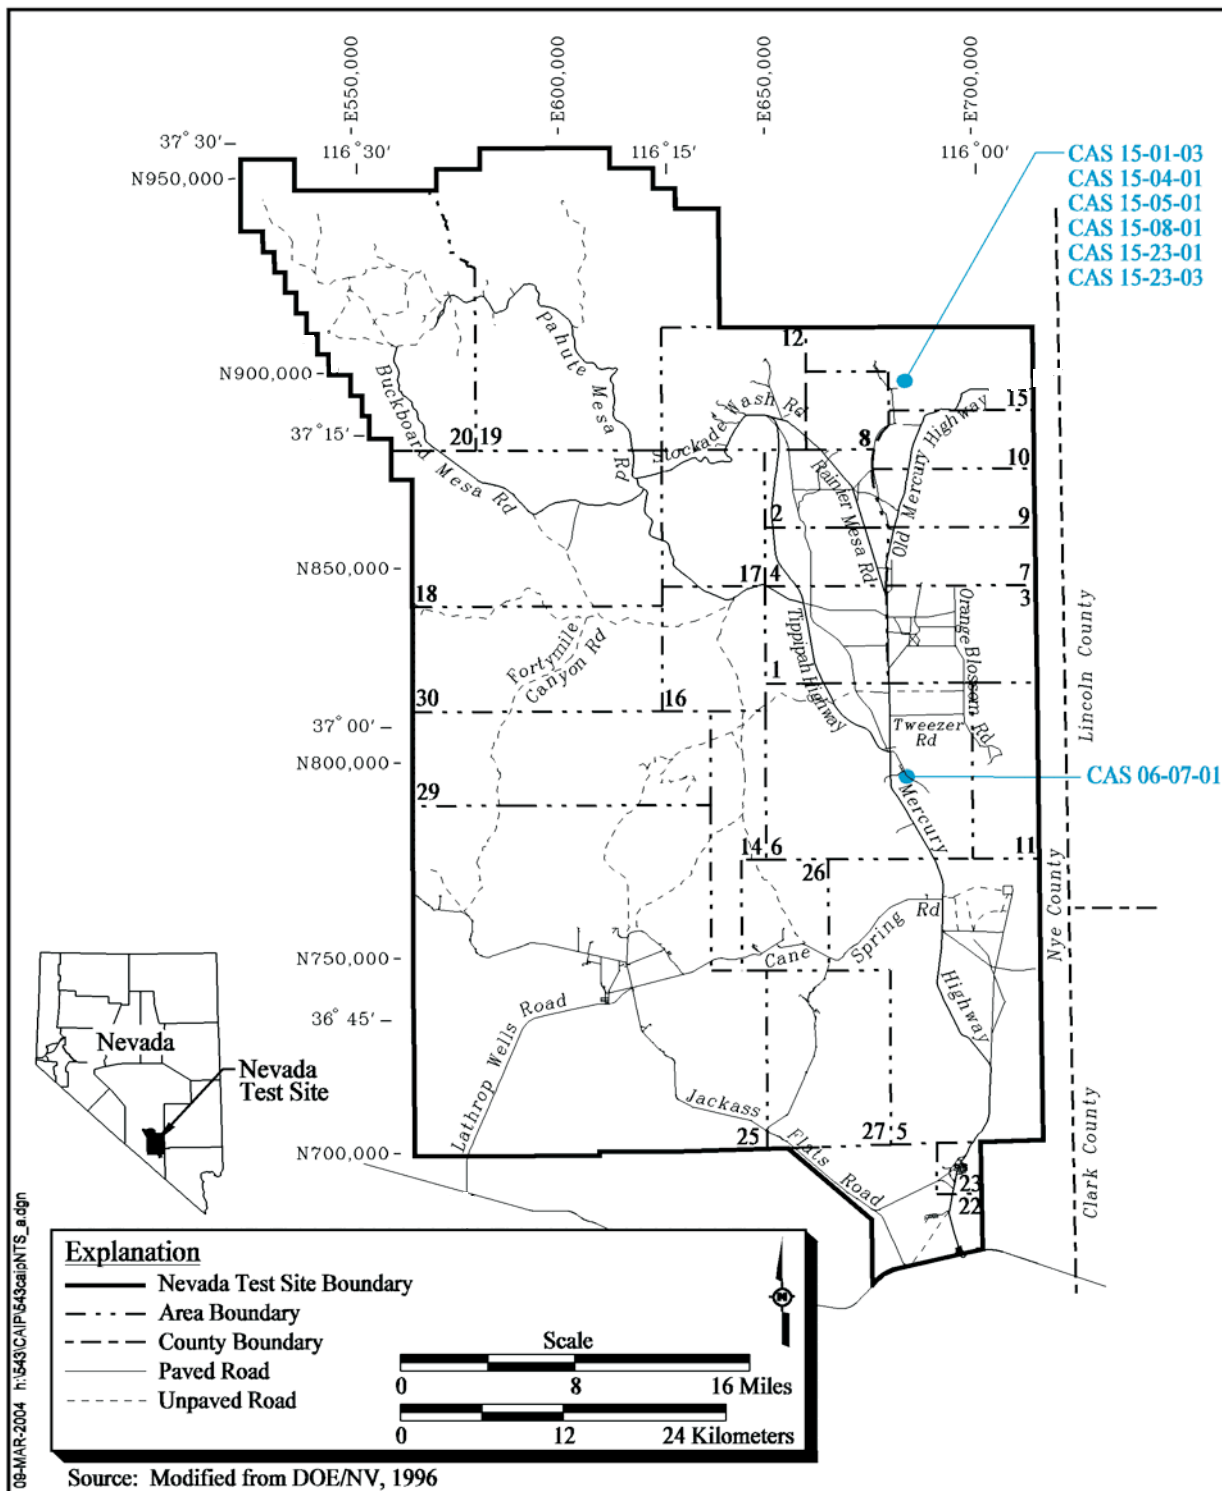 E550,000
E600,000
E650,000
E700,000
37° 30′
116° 30′
116° 15′
116° 00′
N950,000
CAS 15-01-03
CAS 15-04-01
CAS 15-05-01
CAS 15-08-01
CAS 15-23-01
CAS 15-23-03
12
Pahute Mesa Rd
Buckboard Mesa Rd
Stockade Wash Rd
N900,000
15
37° 15′
20
19
8
10
Rainier Mesa Rd
Old Mercury Highway
2
9
N850,000
17
4
7
18
3
Orange Blossom Rd
Tippipah Highway
Fortymile
Canyon Rd
Lincoln County
1
30
16
37° 00′
Tweezer
Rd
N800,000
CAS 06-07-01
29
Mercury
14
6
11
26
Nye County
Cane Spring Rd
N750,000
Highway
36° 45′
Lathrop Wells Road
Nevada
Nevada
Test Site
Jackass Flats Road
Clark County
N700,000
25
27
5
23
22
Explanation
Nevada Test Site Boundary
Area Boundary
County Boundary
Paved Road
Unpaved Road
N
Scale
0 8 16 Miles
0 12 24 Kilometers
Source: Modified from DOE/NV, 1996
09-MAR-2004 h:\543\CAIP\543caipNTS_a.dgn